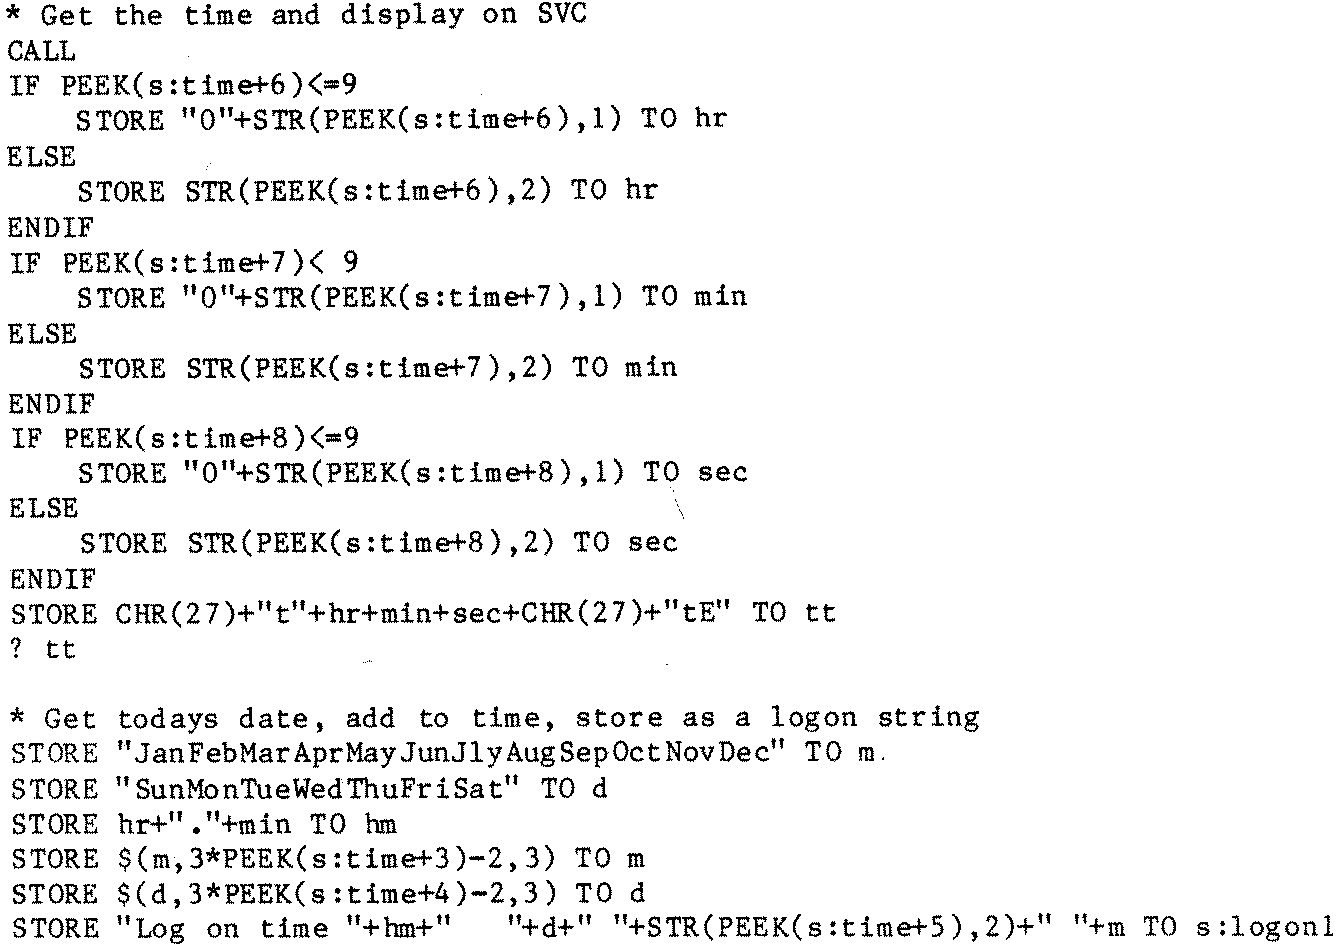 * Get the time and display on SVC
CALL
IF PEEK(s:time+6)<=9
    STORE "0"+STR(PEEK(s:time+6),1) TO hr
ELSE
    STORE STR(PEEK(s:time+6),2) TO hr
ENDIF
IF PEEK(s:time+7)< 9
    STORE "0"+STR(PEEK(s:time+7),1) TO min
ELSE
    STORE STR(PEEK(s:time+7),2) TO min
ENDIF
IF PEEK(s:time+8)<=9
    STORE "0"+STR(PEEK(s:time+8),1) TO sec
ELSE
    STORE STR(PEEK(s:time+8),2) TO sec
ENDIF
STORE CHR(27)+"t"+hr+min+sec+CHR(27)+"tE" TO tt
? tt

* Get todays date, add to time, store as a logon string
STORE "JanFebMarAprMayJunJlyAugSepOctNovDec" TO m
STORE "SunMonTueWedThuFriSat" TO d
STORE hr+"."+min TO hm
STORE $(m,3*PEEK(s:time+3)-2,3) TO m
STORE $(d,3*PEEK(s:time+4)-2,3) TO d
STORE "Log on time "+hm+"   "+d+" "+STR(PEEK(s:time+5),2)+" "+m TO s:logon1